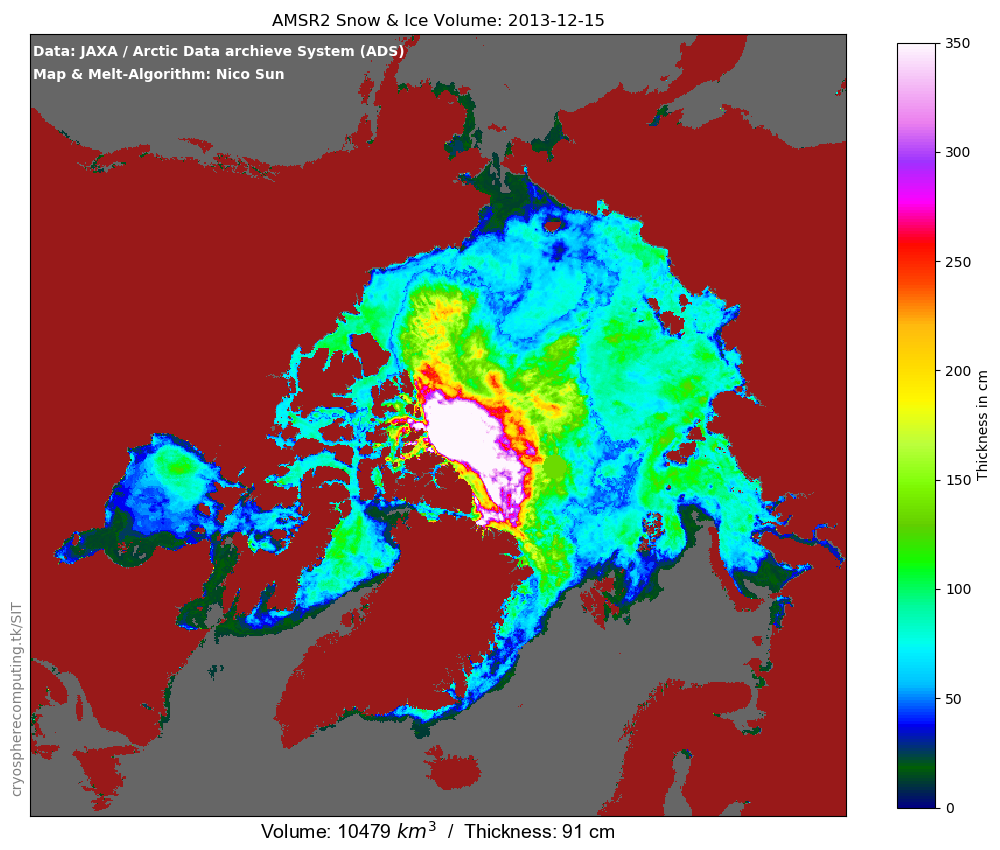 AMSR2 Snow & Ice Volume: 2013-12-15
Data: JAXA / Arctic Data archieve System (ADS)
Map & Melt-Algorithm: Nico Sun
350
300
250
200
150
100
50
0
Thickness in cm
cryospherecomputing.tk/SIT
Volume: 10479 km³ / Thickness: 91 cm